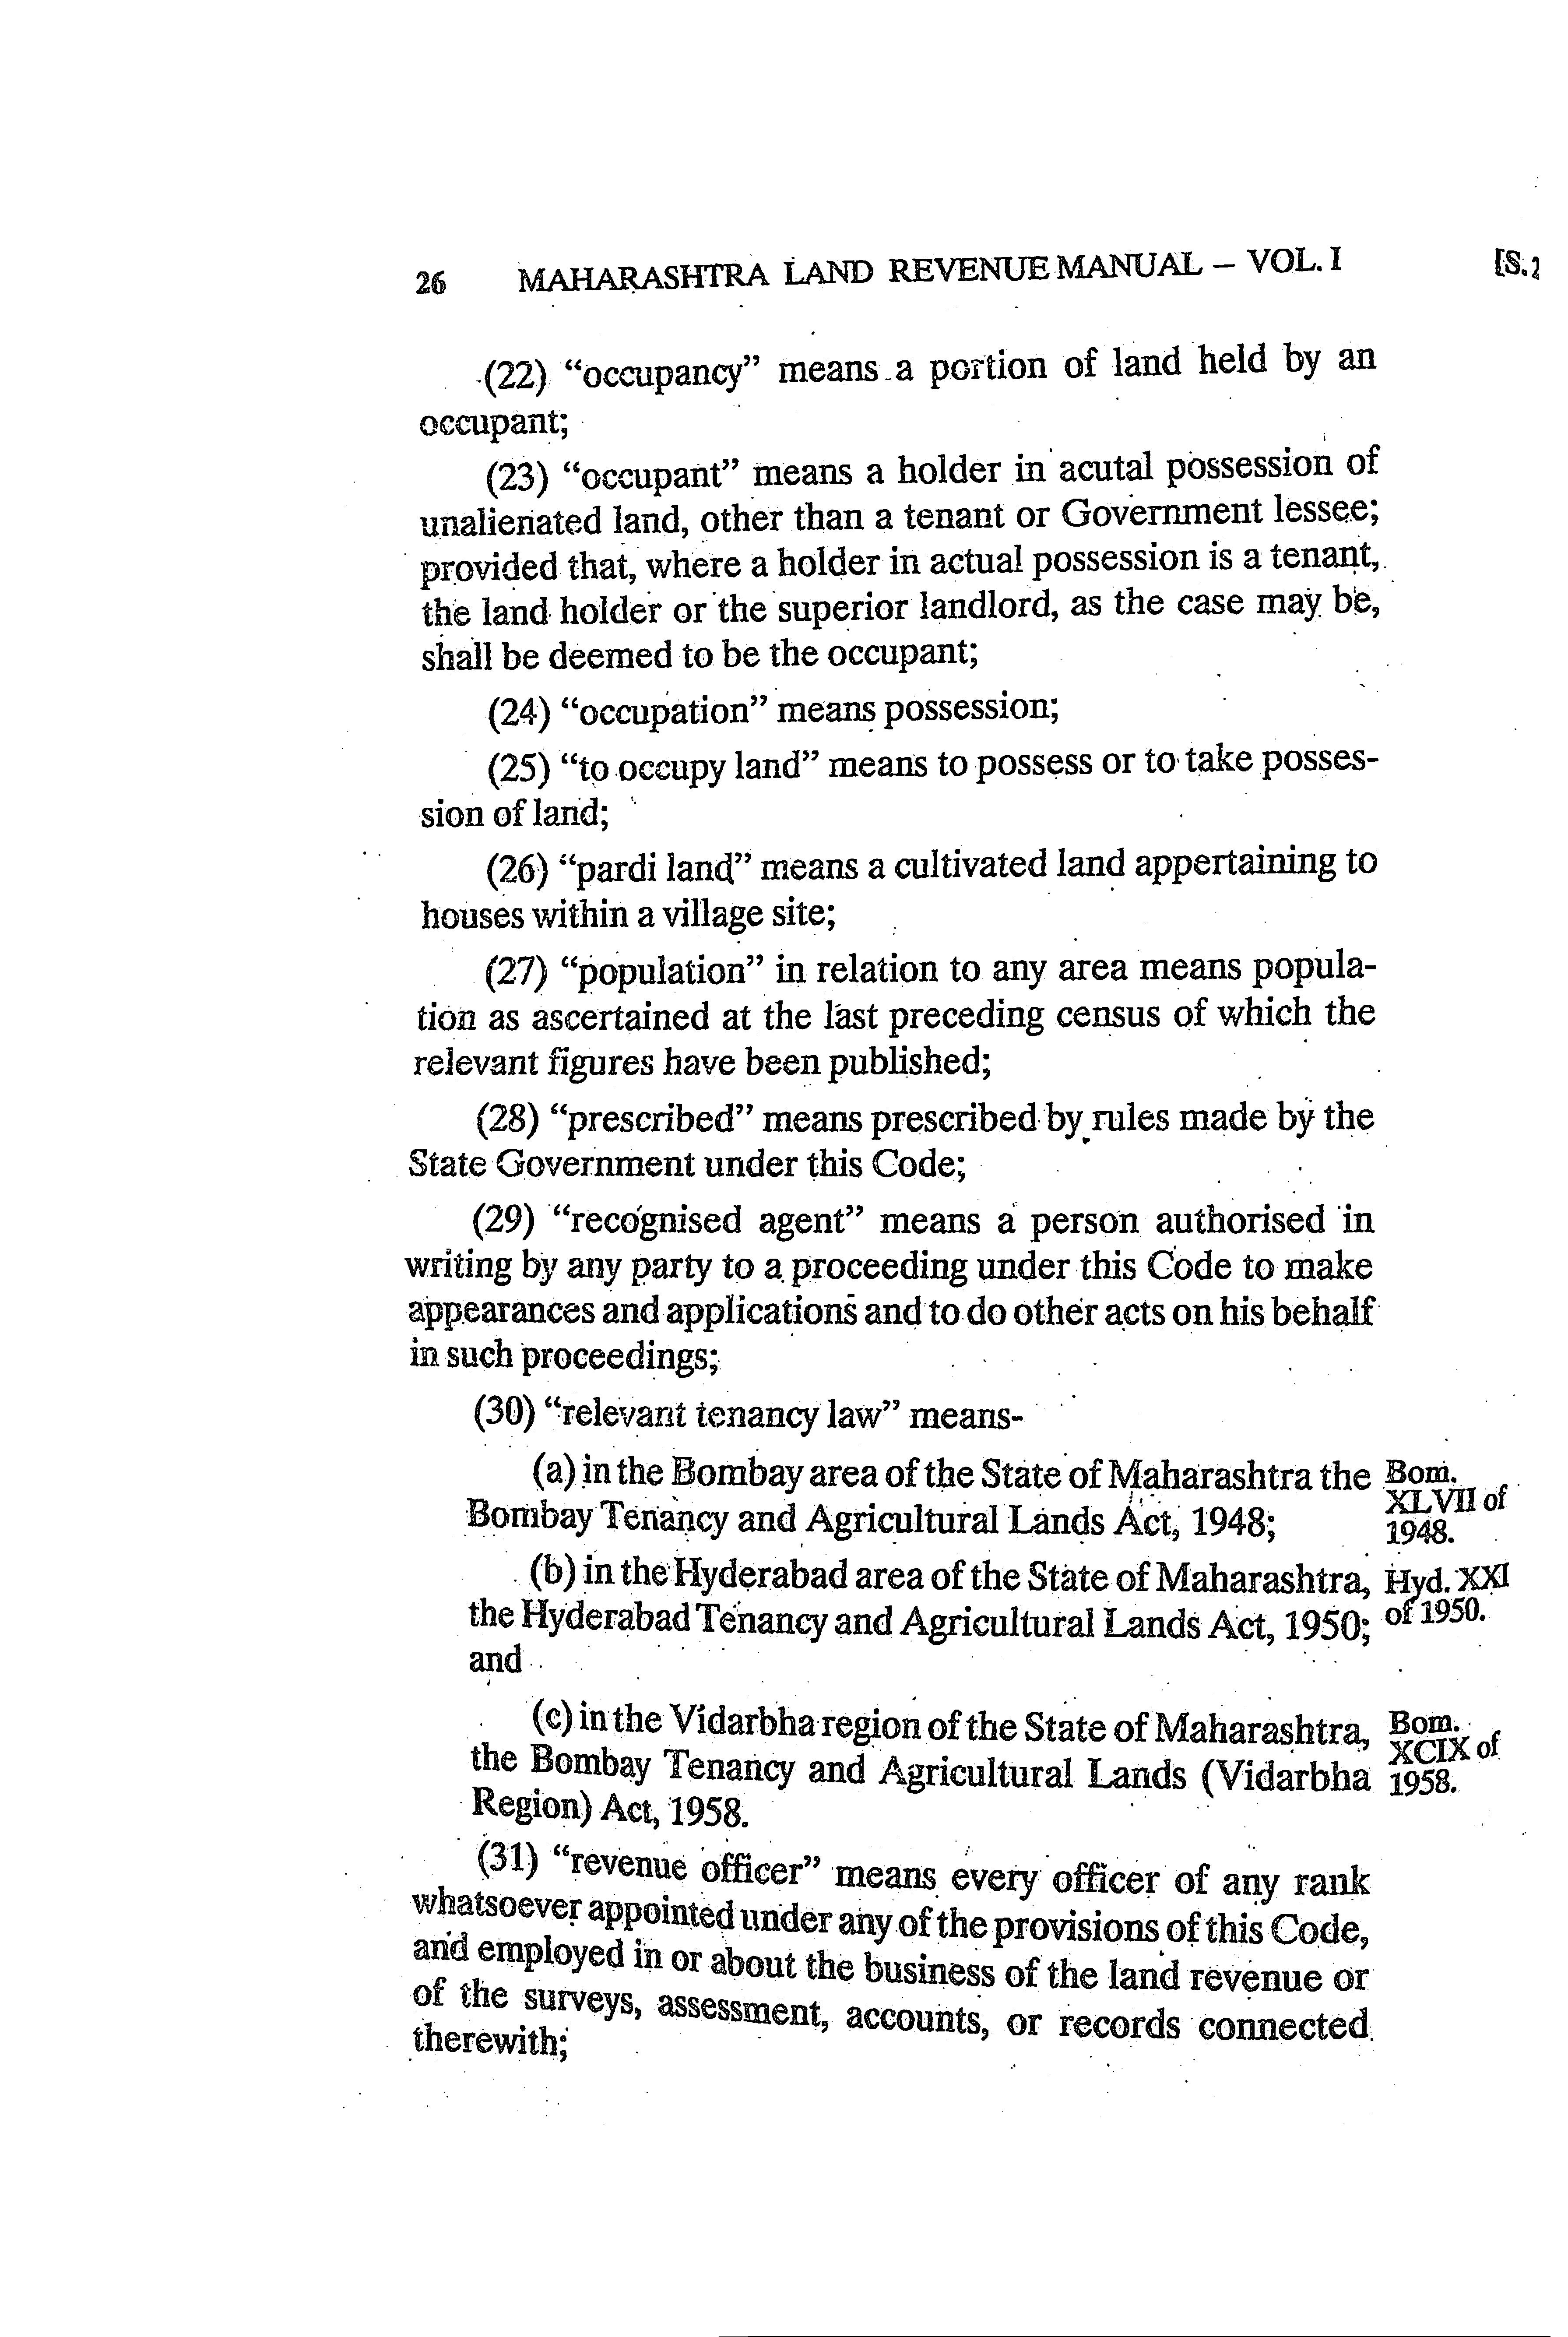 26 MAHARASHTRA LAND REVENUE MANUAL – VOL. I [S. 2
(22) “occupancy” means a portion of land held by an
occupant;
(23) “occupant” means a holder in acutal possession of
unalienated land, other than a tenant or Government lessee;
provided that, where a holder in actual possession is a tenant,
the land holder or the superior landlord, as the case may be,
shall be deemed to be the occupant;
(24) “occupation” means possession;
(25) “to occupy land” means to possess or to take posses-
sion of land;
(26) “pardi land” means a cultivated land appertaining to
houses within a village site;
(27) “population” in relation to any area means popula-
tion as ascertained at the last preceding census of which the
relevant figures have been published;
(28) “prescribed” means prescribed by rules made by the
State Government under this Code;
(29) “recognised agent” means a person authorised in
writing by any party to a proceeding under this Code to make
appearances and applications and to do other acts on his behalf
in such proceedings;
(30) “relevant tenancy law” means-
(a) in the Bombay area of the State of Maharashtra the
Bombay Tenancy and Agricultural Lands Act, 1948;
Bom.
XLVII of
1948.
(b) in the Hyderabad area of the State of Maharashtra,
the Hyderabad Tenancy and Agricultural Lands Act, 1950;
and
Hyd. XXI
of 1950.
(c) in the Vidarbha region of the State of Maharashtra,
the Bombay Tenancy and Agricultural Lands (Vidarbha
Region) Act, 1958.
Bom.
XCIX of
1958.
(31) “revenue officer” means every officer of any rank
whatsoever appointed under any of the provisions of this Code,
and employed in or about the business of the land revenue or
of the surveys, assessment, accounts, or records connected
therewith;